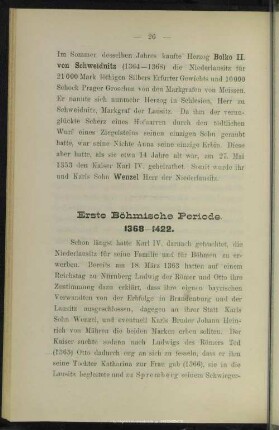 — 26 —
Im Sommer desselben Jahres kaufte Herzog Bolko II.
von Schweidnitz (1364—1366) die Niederlausitz für
21 000 Mark löthigen Silbers Erfurter Gewichts und 10 000
Schock Prager Groschen von den Markgrafen von Meissen.
Er nannte sich nunmehr Herzog in Schlesien, Herr zu
Schweidnitz, Markgraf der Lausitz. Da ihm der verun-
glückte Scherz eines Hofnarren durch den tödtlichen
Wurf eines Ziegelsteins seinen einzigen Sohn geraubt
hatte, war seine Nichte Anna seine einzige Erbin. Diese
aber hatte, als sie etwa 14 Jahre alt war, am 27. Mai
1353 den Kaiser Karl IV. geheirathet. Somit wurde ihr
und Karls Sohn Wenzel Herr der Niederlausitz.
Erste Böhmische Periode
1368—1422.
Schon längst hatte Karl IV. darnach getrachtet, die
Niederlausitz für seine Familie und für Böhmen zu er-
werben. Bereits am 18. März 1363 hatten auf einem
Reichstag zu Nürnberg Ludwig der Römer und Otto ihre
Zustimmung dazu erklärt, dass ihre eignen bayrischen
Verwandten von der Erbfolge in Brandenburg und der
Lausitz ausgeschlossen, dagegen an ihrer Statt Karls
Sohn Wenzel, und eventuell Karls Bruder Johann Hein-
rich von Mähren die beiden Marken erben sollten. Der
Kaiser zuckte sodann nach Ludwigs des Römers Tod
(1365) Otto dadurch eng an sich zu fesseln, dass er ihm
seine Tochter Katharina zur Frau gab (1366), sie in die
Lausitz begleitete und zu Spremberg seinem Schwieger-